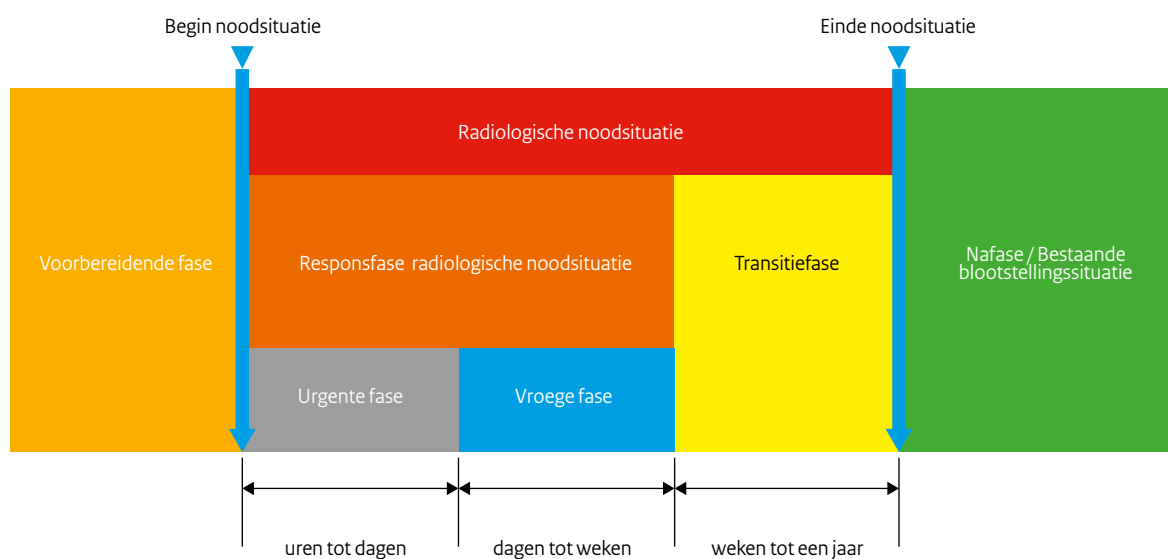 Begin noodsituatie
Einde noodsituatie
Radiologische noodsituatie
Voorbereidende fase
Responsfase radiologische noodsituatie
Transitiefase
Nafase / Bestaande
blootstellingssituatie
Urgente fase
Vroege fase
uren tot dagen
dagen tot weken
weken tot een jaar